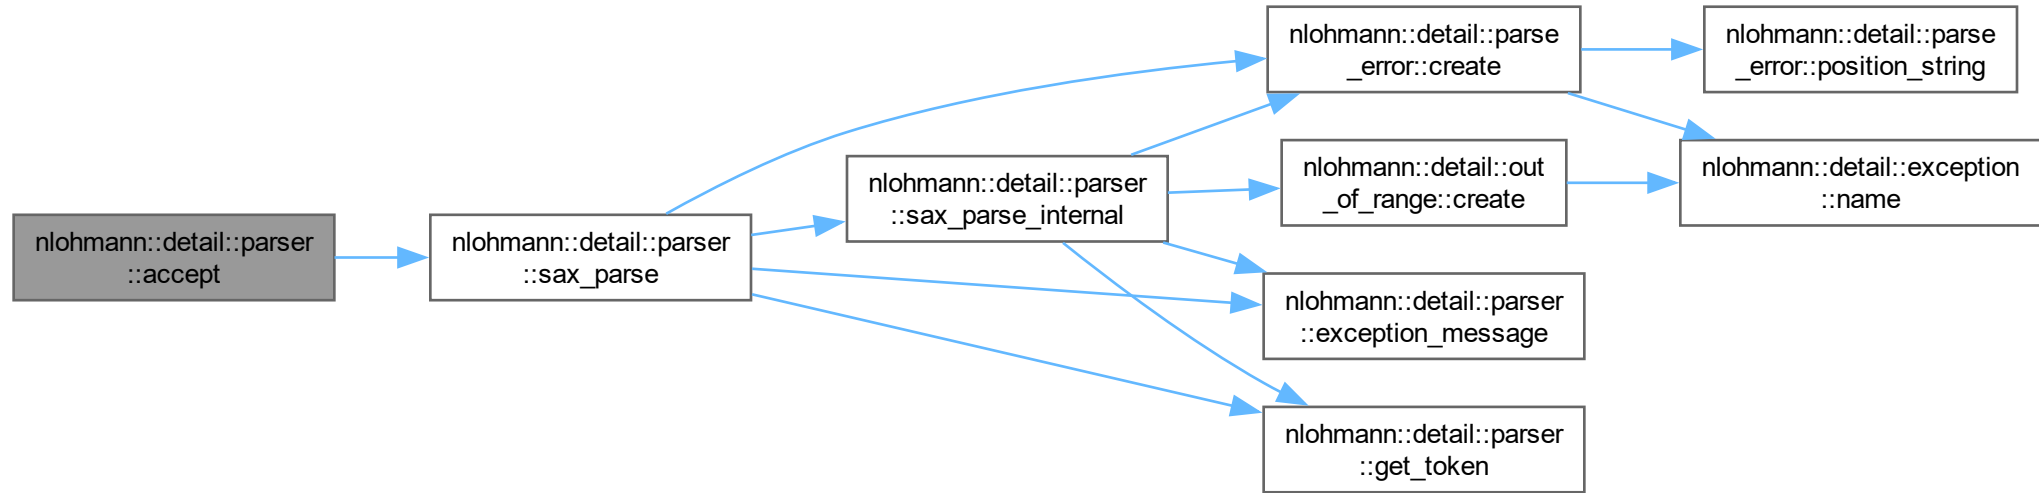 nlohmann::detail::parser
::accept
nlohmann::detail::parser
::sax_parse
nlohmann::detail::parser
::sax_parse_internal
nlohmann::detail::parse
_error::create
nlohmann::detail::out
_of_range::create
nlohmann::detail::parser
::exception_message
nlohmann::detail::parser
::get_token
nlohmann::detail::parse
_error::position_string
nlohmann::detail::exception
::name